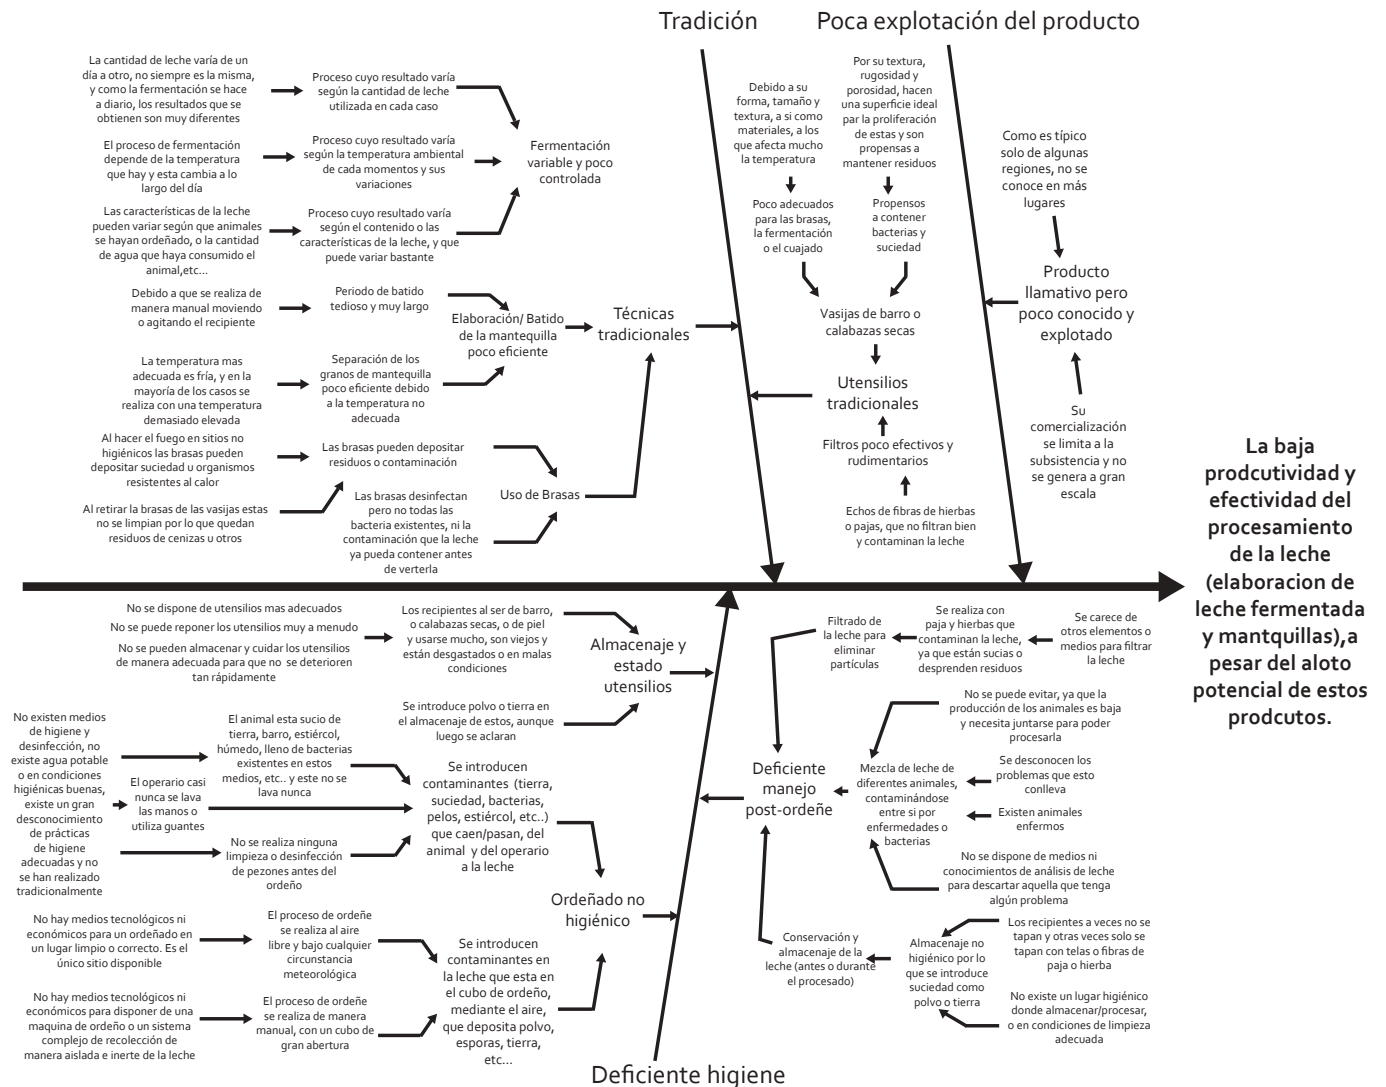 Tradición
Poca explotación del producto
La cantidad de leche varía de un
día a otro, no siempre es la misma,
y como la fermentación se hace
a diario, los resultados que se
obtienen son muy diferentes
Proceso cuyo resultado varía
según la cantidad de leche
utilizada en cada caso
El proceso de fermentación
depende de la temperatura
que hay y esta cambia a lo
largo del día
Proceso cuyo resultado varía
según la temperatura ambiental
de cada momentos y sus
variaciones
Las características de la leche
pueden variar según que animales
se hayan ordeñado, o la cantidad
de agua que haya consumido el
animal,etc...
Proceso cuyo resultado varía
según el contenido o las
características de la leche, y que
puede variar bastante
Fermentación
variable y poco
controlada
Debido a que se realiza de
manera manual moviendo
o agitando el recipiente
Periodo de batido
tedioso y muy largo
La temperatura mas
adecuada es fría, y en la
mayoría de los casos se
realiza con una temperatura
demasiado elevada
Separación de los
granos de mantequilla
poco eficiente debido
a la temperatura no
adecuada
Elaboración/ Batido
de la mantequilla
poco eficiente
Técnicas
tradicionales
Al hacer el fuego en sitios no
higiénicos las brasas pueden
depositar suciedad u organismos
resistentes al calor
Al retirar la brasas de las vasijas estas
no se limpian por lo que quedan
residuos de cenizas u otros
Las brasas pueden depositar
residuos o contaminación
Las brasas desinfectan
pero no todas las
bacteria existentes, ni la
contaminación que la leche
ya pueda contener antes
de verterla
Uso de Brasas
Debido a su
forma, tamaño y
textura, a si como
materiales, a los
que afecta mucho
la temperatura
Por su textura,
rugosidad y
porosidad, hacen
una superficie ideal
par la proliferación
de estas y son
propensas a
mantener residuos
Poco adecuados
para las brasas,
la fermentación
o el cuajado
Propensos
a contener
bacterias y
suciedad
Vasijas de barro o
calabazas secas
Utensilios
tradicionales
Filtros poco efectivos y
rudimentarios
Echos de fibras de hierbas
o pajas, que no filtran bien
y contaminan la leche
Como es típico
solo de algunas
regiones, no se
conoce en más
lugares
Producto
llamativo pero
poco conocido y
explotado
Su
comercialización
se limita a la
subsistencia y no
se genera a gran
escala
La baja
prodcutividad y
efectividad del
procesamiento
de la leche
(elaboracion de
leche fermentada
y mantquillas),a
pesar del aloto
potencial de estos
prodcutos.
No se dispone de utensilios mas adecuados
No se puede reponer los utensilios muy a menudo
No se pueden almacenar y cuidar los utensilios
de manera adecuada para que no se deterioren
tan rápidamente
Los recipientes al ser de barro,
o calabazas secas, o de piel
y usarse mucho, son viejos y
están desgastados o en malas
condiciones
Se introduce polvo o tierra en
el almacenaje de estos, aunque
luego se aclaran
Almacenaje y
estado
utensilios
No existen medios
de higiene y
desinfección, no
existe agua potable
o en condiciones
higiénicas buenas,
existe un gran
desconocimiento
de prácticas
de higiene
adecuadas y no
se han realizado
tradicionalmente
El animal esta sucio de
tierra, barro, estiércol,
húmedo, lleno de bacterias
existentes en estos
medios, etc.. y este no se
lava nunca
El operario casi
nunca se lava
las manos o
utiliza guantes
No se realiza ninguna
limpieza o desinfección
de pezones antes del
ordeño
Se introducen
contaminantes (tierra,
suciedad, bacterias,
pelos, estiércol, etc..)
que caen/pasan, del
animal y del operario
a la leche
Ordeñado no
higiénico
No hay medios tecnológicos ni
económicos para un ordeñado en
un lugar limpio o correcto. Es el
único sitio disponible
El proceso de ordeñe
se realiza al aire
libre y bajo cualquier
circunstancia
meteorológica
No hay medios tecnológicos ni
económicos para disponer de una
maquina de ordeño o un sistema
complejo de recolección de
manera aislada e inerte de la leche
El proceso de ordeñe
se realiza de manera
manual, con un cubo de
gran abertura
Se introducen
contaminantes en
la leche que esta en
el cubo de ordeño,
mediante el aire,
que deposita polvo,
esporas, tierra,
etc...
Filtrado de
la leche para
eliminar
partículas
Se realiza con
paja y hierbas que
contaminan la leche,
ya que están sucias o
desprenden residuos
Se carece de
otros elementos o
medios para filtrar
la leche
No se puede evitar, ya que la
producción de los animales es baja
y necesita juntarse para poder
procesarla
Deficiente
manejo
post-ordeñe
Mezcla de leche de
diferentes animales,
contaminándose
entre si por
enfermedades o
bacterias
Se desconocen los
problemas que esto
conlleva
Existen animales
enfermos
No se dispone de medios ni
conocimientos de análisis de leche
para descartar aquella que tenga
algún problema
Conservación y
almacenaje de la
leche (antes o durante
el procesado)
Almacenaje no
higiénico por lo
que se introduce
suciedad como
polvo o tierra
Los recipientes a veces no se
tapan y otras veces solo se
tapan con telas o fibras de
paja o hierba
No existe un lugar higiénico
donde almacenar/procesar,
o en condiciones de limpieza
adecuada
Deficiente higiene